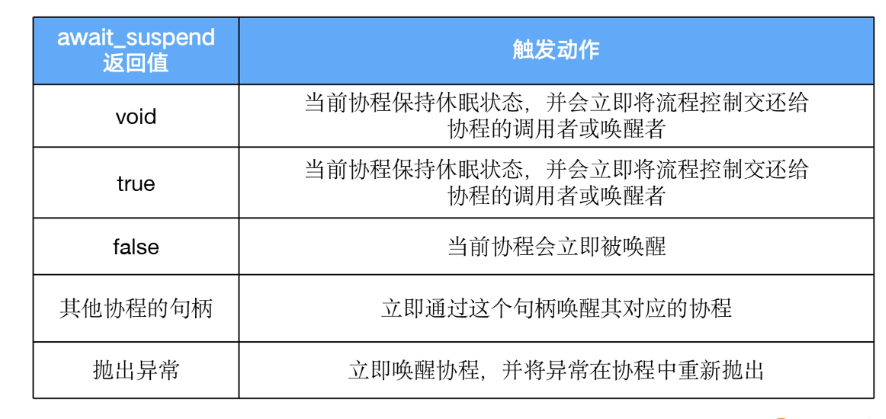 await_suspend
返回值
触发动作
void
当前协程保持休眠状态，并会立即将流程控制交还给
协程的调用者或唤醒者
true
当前协程保持休眠状态，并会立即将流程控制交还给
协程的调用者或唤醒者
false
当前协程会立即被唤醒
其他协程的句柄
立即通过这个句柄唤醒其对应的协程
抛出异常
立即唤醒协程，并将异常在协程中重新抛出